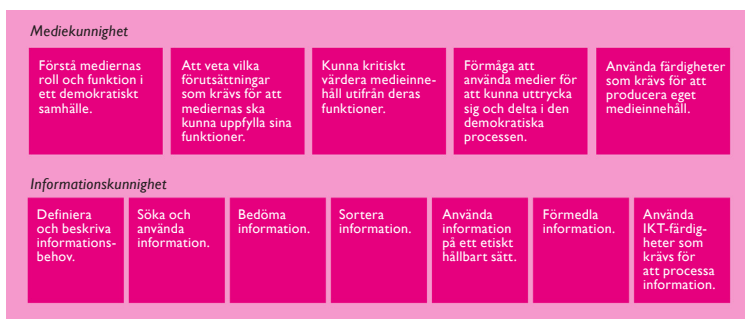 Mediekunnighet
Förstå mediernas
roll och funktion i
ett demokratiskt
samhälle.
Att veta vilka
förutsättningar
som krävs för att
mediernas ska
kunna uppfylla sina
funktioner.
Kunna kritiskt
värdera medieinne-
håll utifrån deras
funktioner.
Förmåga att
använda medier för
att kunna uttrycka
sig och delta i den
demokratiska
processen.
Använda färdigheter
som krävs för att
producera eget
medieinnehåll.
Informationskunnighet
Definiera
och beskriva
informations-
behov.
Söka och
använda
information.
Bedöma
information.
Sortera
information.
Använda
information
på ett etiskt
hållbart sätt.
Förmedla
information.
Använda
IKT-färdig-
heter som
krävs för
att processa
information.